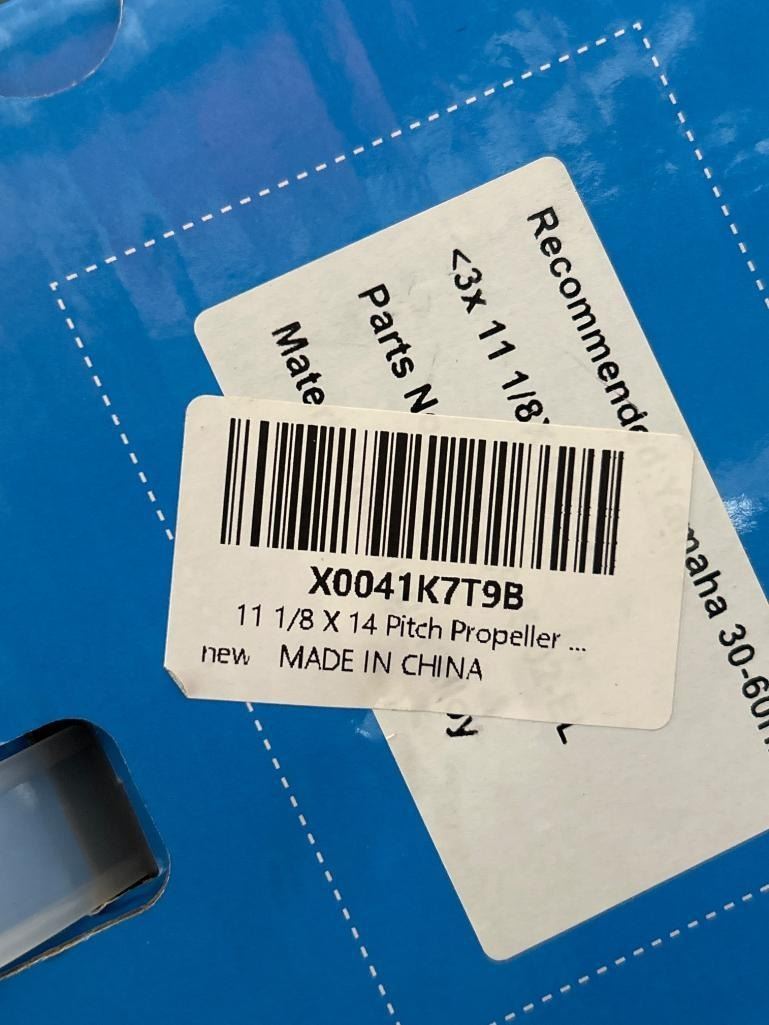 Recommende
maha 30-60
<3x 11 1/8
Parts N
Mate
X0041K7T9B
11 1/8 X 14 Pitch Propeller ...
new MADE IN CHINA